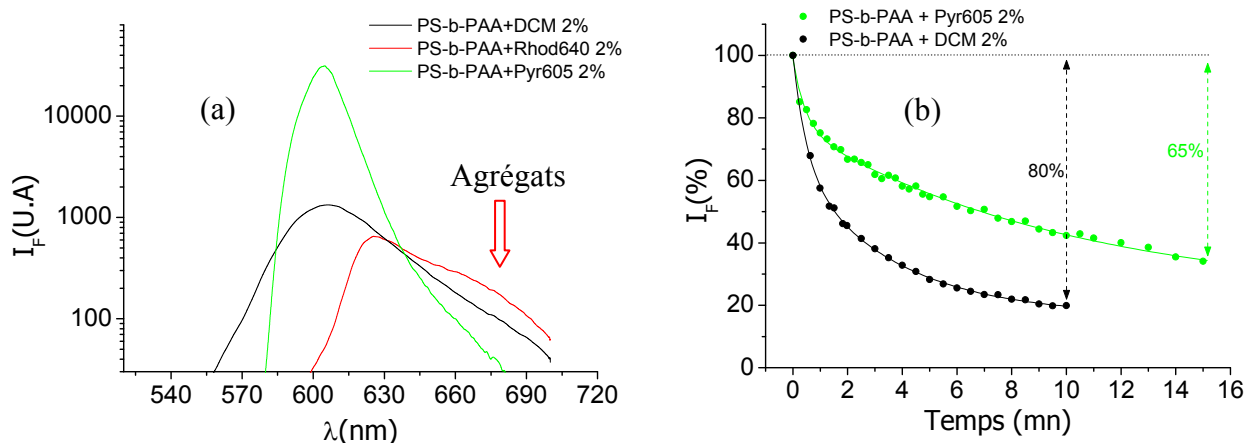 PS-b-PAA+DCM 2%
PS-b-PAA+Rhod640 2%
PS-b-PAA+Pyr605 2%
(a)
Agrégats
10000
1000
100
I_F(U.A)
540 570 600 630 660 690 720
λ(nm)
PS-b-PAA + Pyr605 2%
PS-b-PAA + DCM 2%
(b)
100
80
60
40
20
0
I_F(%)
80%
65%
0 2 4 6 8 10 12 14 16
Temps (mn)